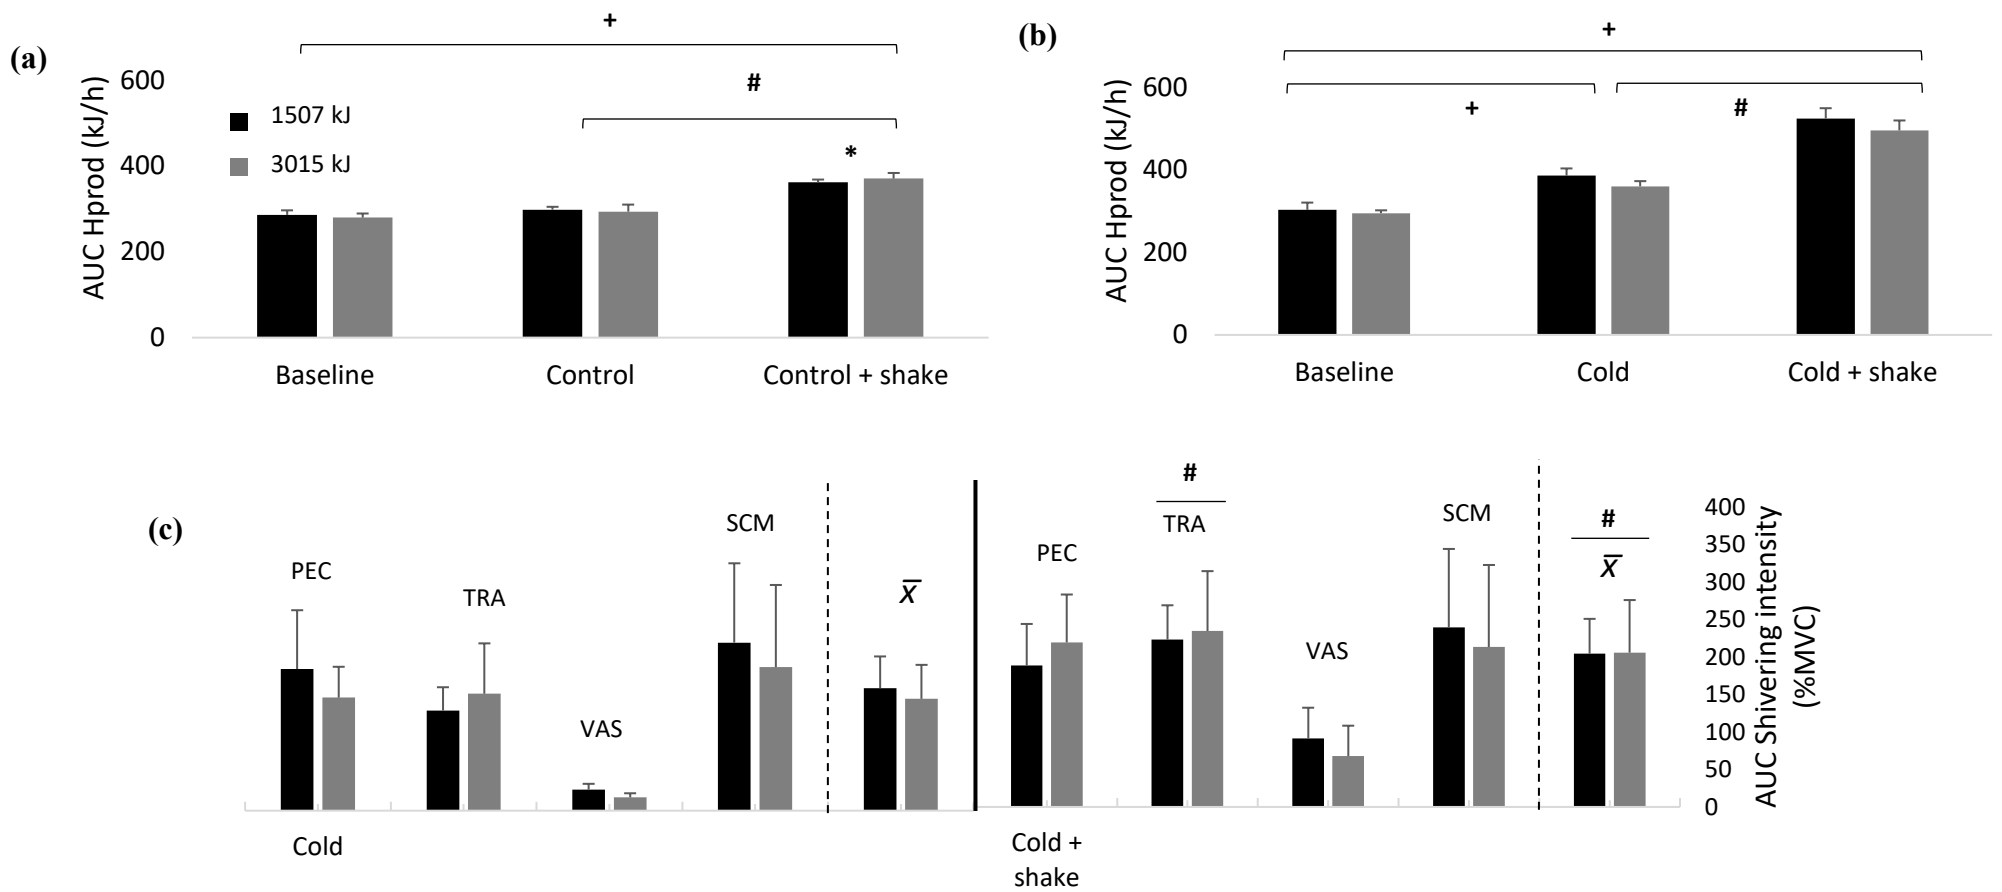 (a)
+
#
*
AUC Hprod (kJ/h)
600
400
200
0
1507 kJ
3015 kJ
Baseline
Control
Control + shake
(b)
+
+
#
AUC Hprod (kJ/h)
600
400
200
0
Baseline
Cold
Cold + shake
(c)
PEC
TRA
VAS
SCM
x̅
Cold
PEC
#
TRA
VAS
SCM
#
x̅
Cold +
shake
400
350
300
250
200
150
100
50
0
AUC Shivering intensity
(%MVC)